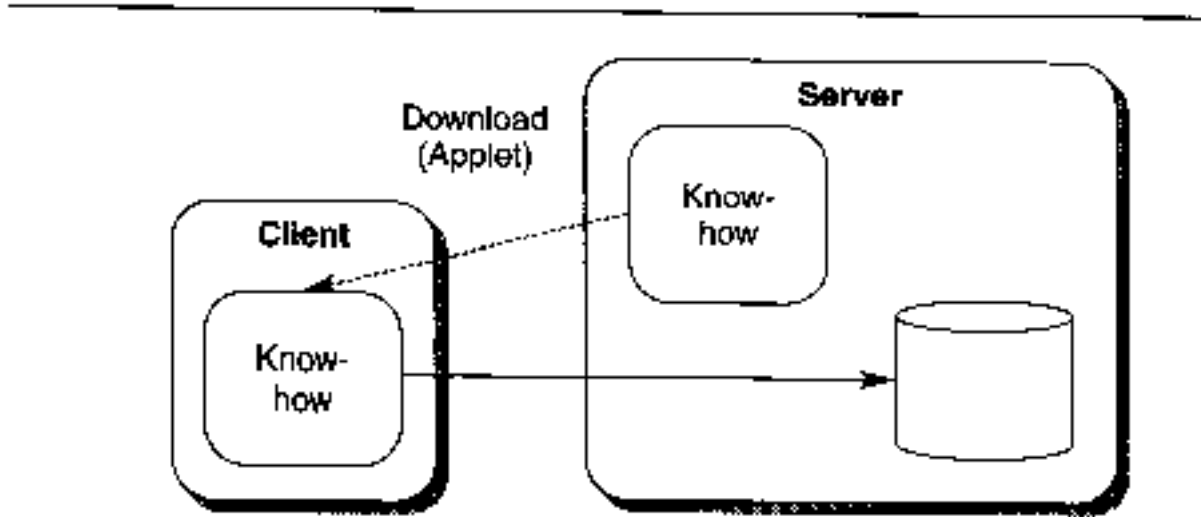 Server
Download
(Applet)
Know-
how
Client
Know-
how